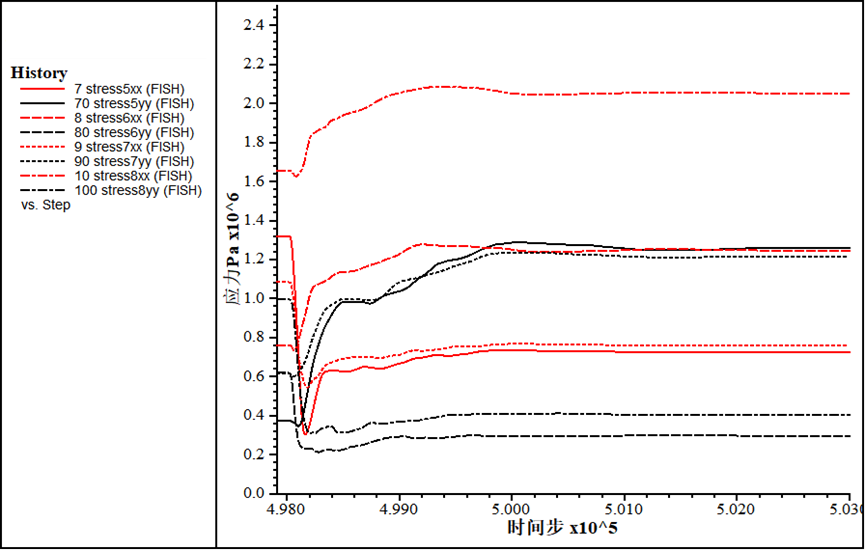 History
7 stress5xx (FISH)
70 stress5yy (FISH)
8 stress6xx (FISH)
80 stress6yy (FISH)
9 stress7xx (FISH)
90 stress7yy (FISH)
10 stress8xx (FISH)
100 stress8yy (FISH)
vs. Step
应力Pa x10^6
2.4
2.2
2.0
1.8
1.6
1.4
1.2
1.0
0.8
0.6
0.4
0.2
0.0
4.980 4.990 5.000 5.010 5.020 5.030
时间步 x10^5